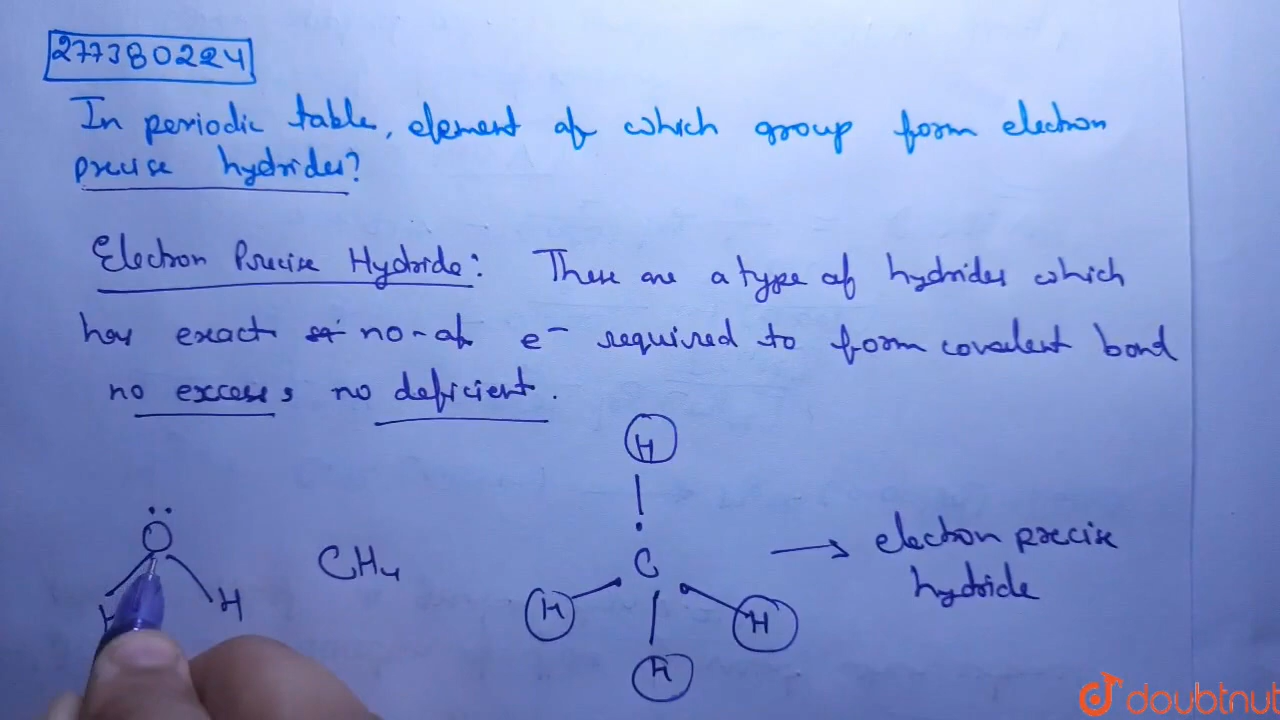 277380224
In periodic table, element of which group form electron
precise hydrides?
Electron Precise Hydride: These are a type of hydrides which
has exact no-of e⁻ required to form covalent bond
no excess, no deficient.
H
Ö
CH₄
C
→ electron precise
hydride
H
H
H
H
H
doubtnut